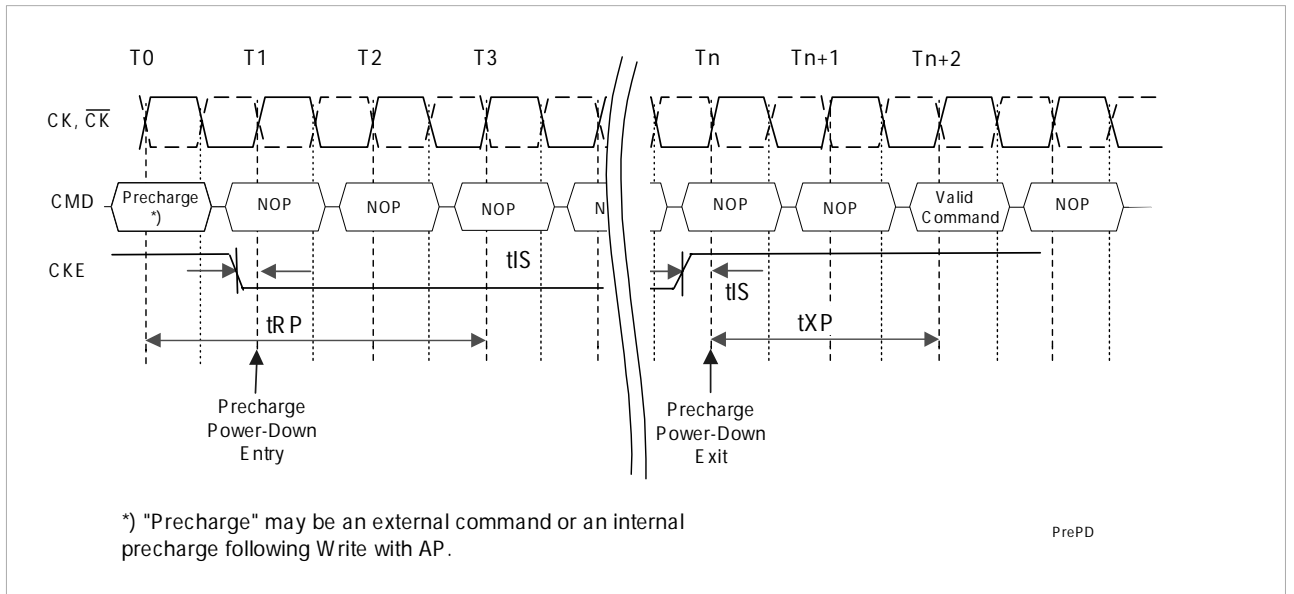 T0 T1 T2 T3 Tn Tn+1 Tn+2
CK, CK
CMD
Precharge
*)
NOP
NOP
NOP
N
NOP
NOP
Valid
Command
NOP
CKE
tIS
tIS
tRP
tXP
Precharge
Power-Down
Entry
Precharge
Power-Down
Exit
*) "Precharge" may be an external command or an internal
precharge following Write with AP.
PrePD